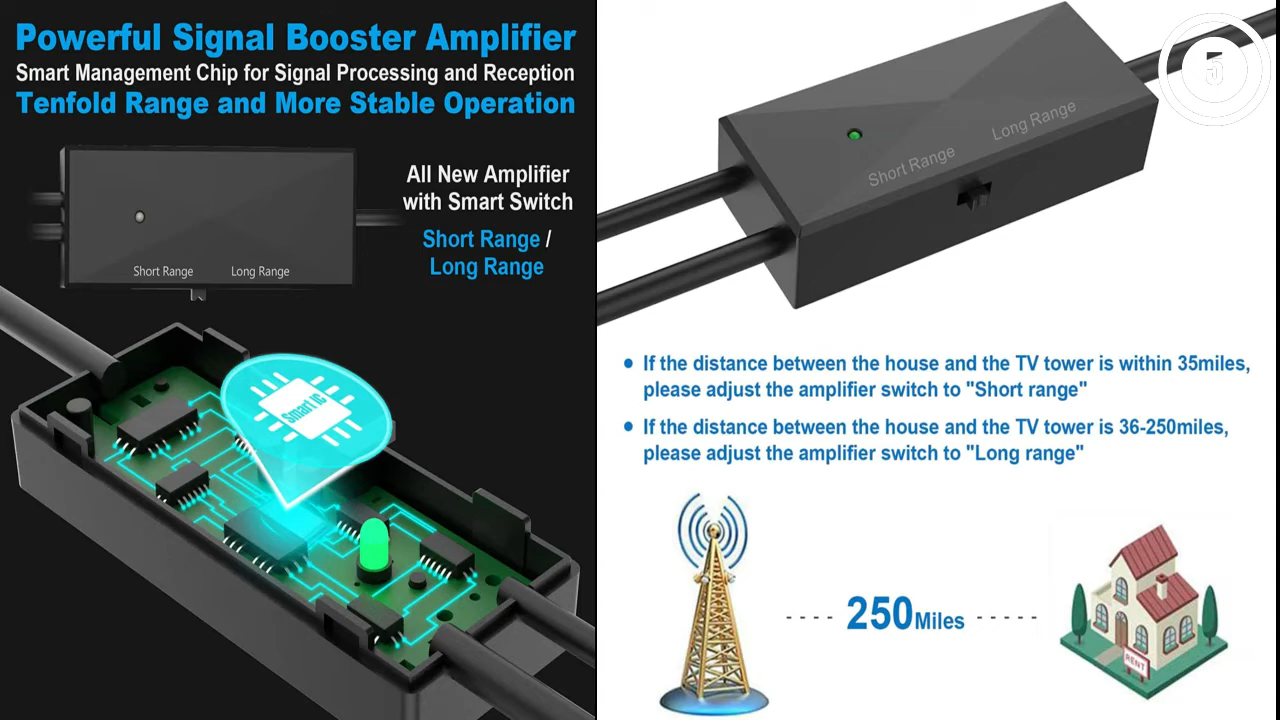 Powerful Signal Booster Amplifier
Smart Management Chip for Signal Processing and Reception
Tenfold Range and More Stable Operation
All New Amplifier
with Smart Switch
Short Range /
Long Range
Short Range Long Range
Smart IC
Short Range
Long Range
5
• If the distance between the house and the TV tower is within 35miles,
please adjust the amplifier switch to "Short range"
• If the distance between the house and the TV tower is 36-250miles,
please adjust the amplifier switch to "Long range"
250Miles
RENT